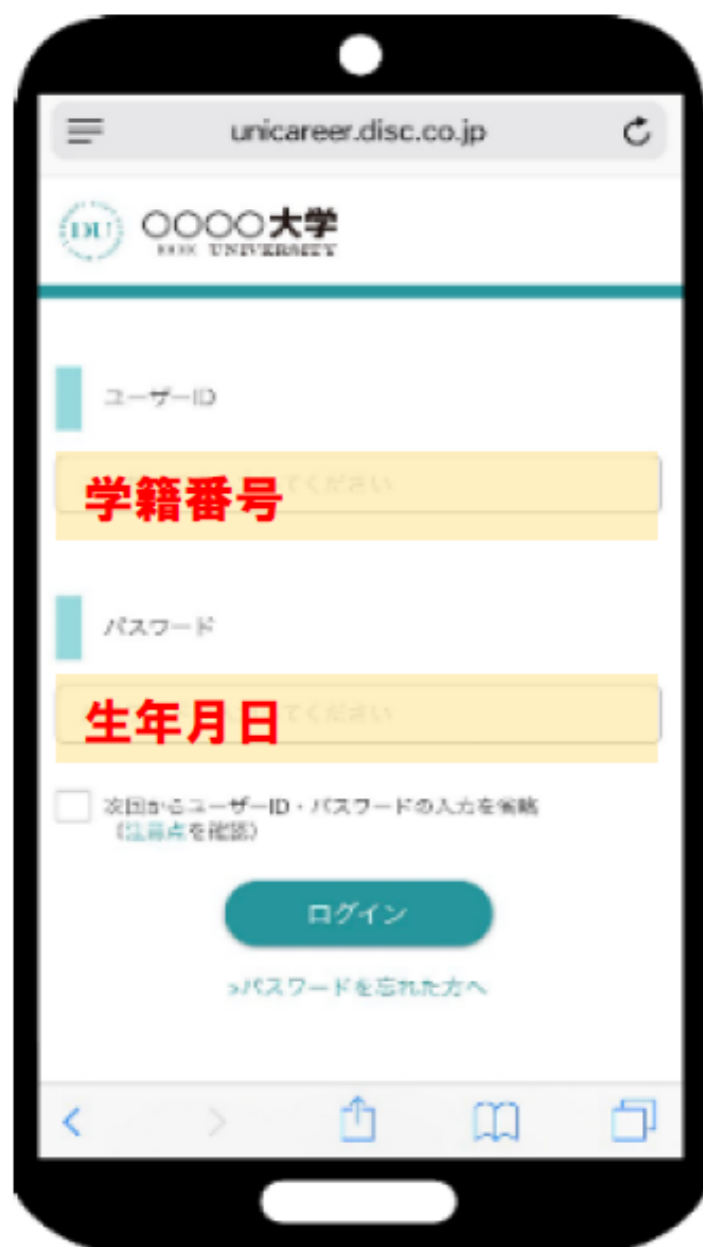 unicareer.disc.co.jp
DU
○○○○大学
UNIVERSITY
ユーザーID
学籍番号
てください
パスワード
生年月日
てください
次回からユーザーID・パスワードの入力を省略
(注意点を確認)
ログイン
>パスワードを忘れた方へ